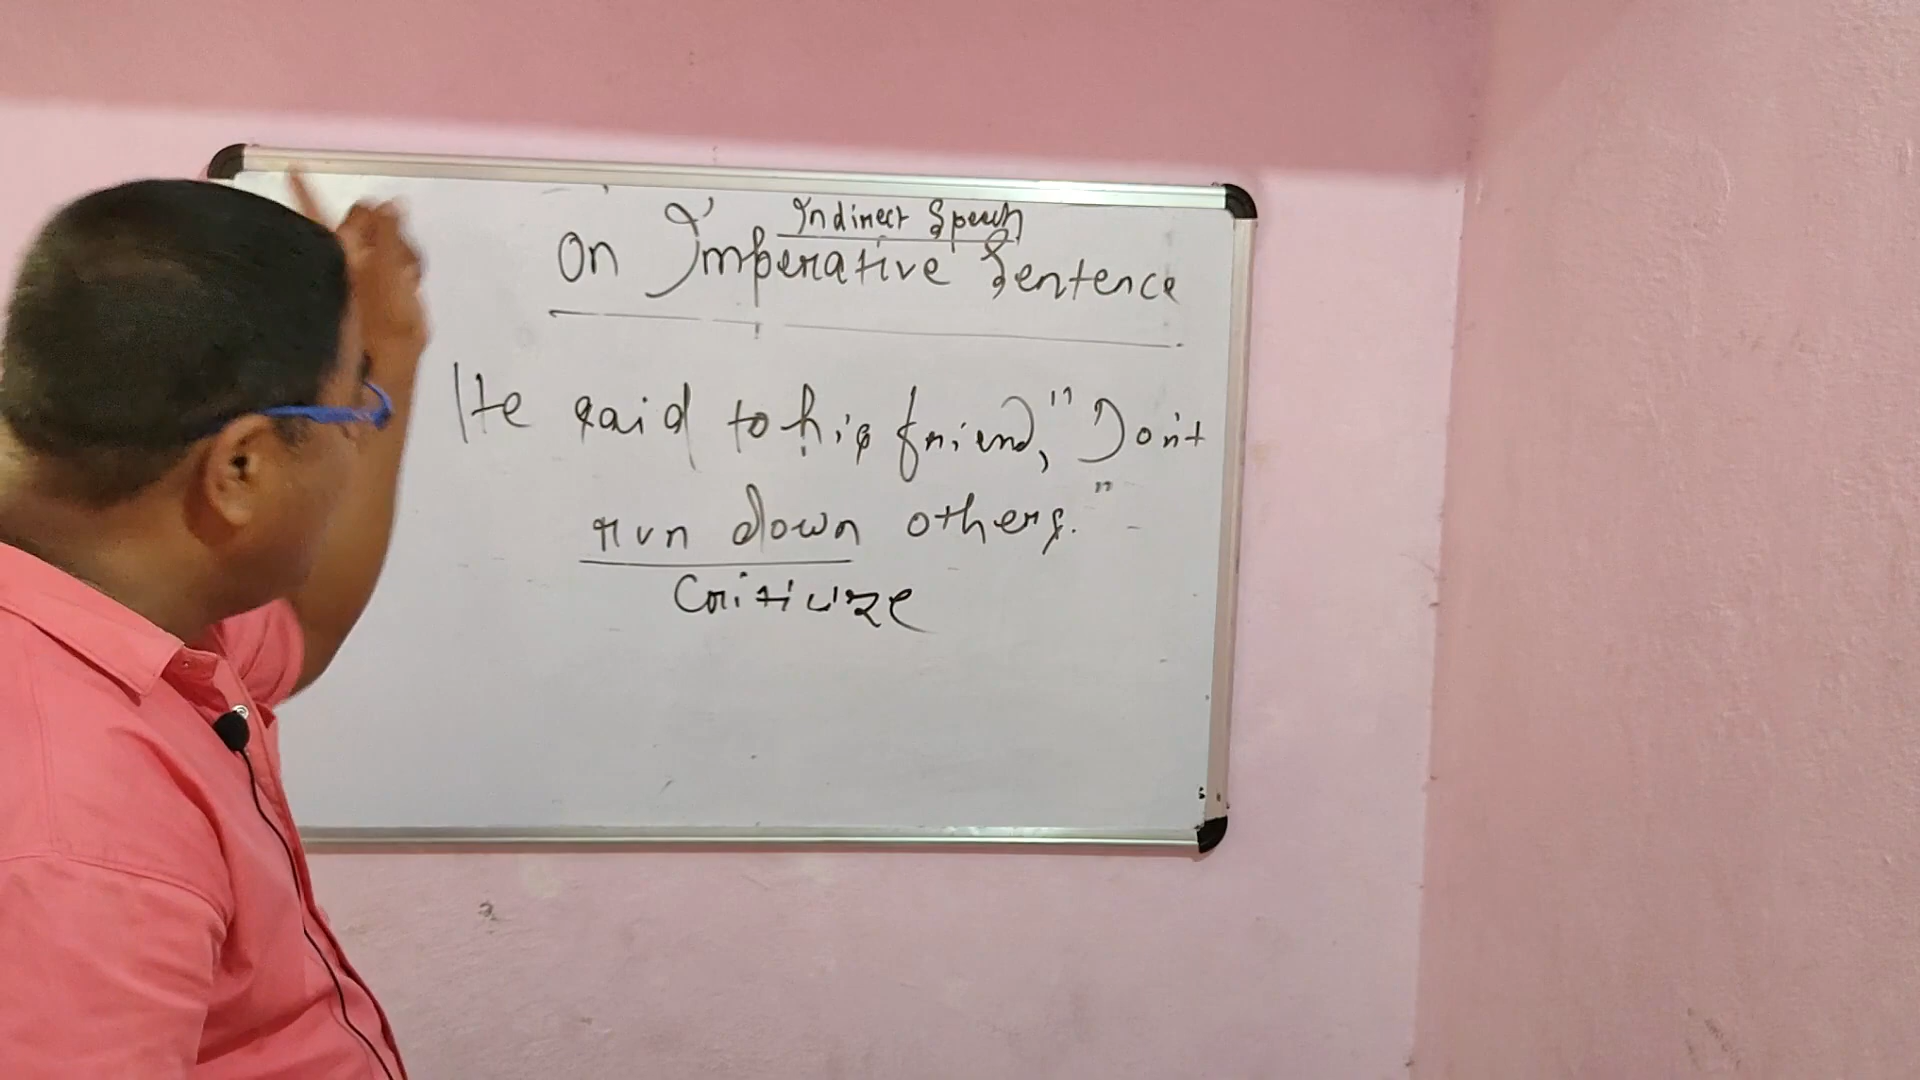 Indirect Speech
On Imperative Sentence
He said to his friend, "Don't
run down others."
Criticize